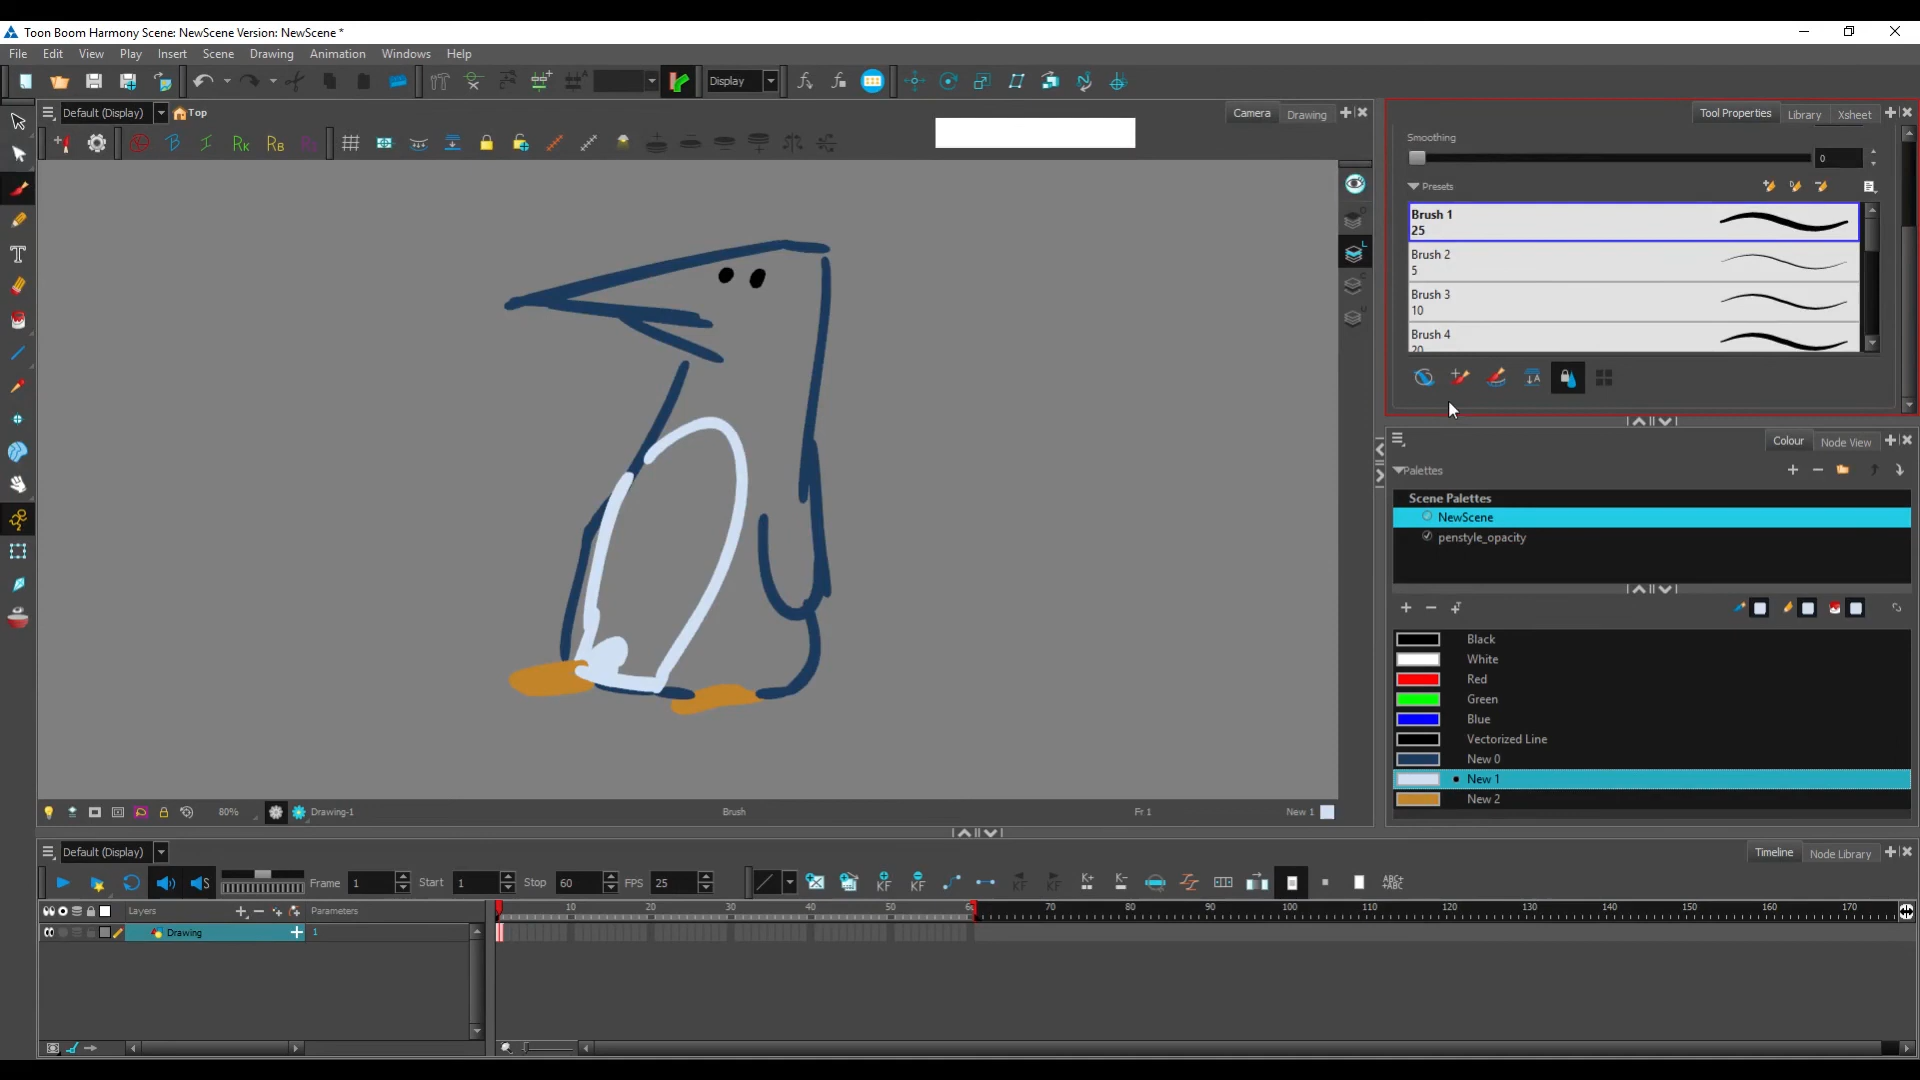 Toon Boom Harmony Scene: NewScene Version: NewScene *
File Edit View Play Insert Scene Drawing Animation Windows Help
Display
Default (Display) Top Camera Drawing Tool Properties Library Xsheet
Smoothing
0
Presets
Brush 1
25
Brush 2
5
Brush 3
10
Brush 4
20
Colour Node View
Palettes
Scene Palettes
NewScene
penstyle_opacity
Black
White
Red
Green
Blue
Vectorized Line
New 0
New 1
New 2
80% Drawing-1 Brush Fr 1 New 1
Default (Display) Timeline Node Library
Frame 1 Start 1 Stop 60 FPS 25
Layers Parameters
10 20 30 40 50 70 80 90 100 110 120 130 140 150 160 170
Drawing 1